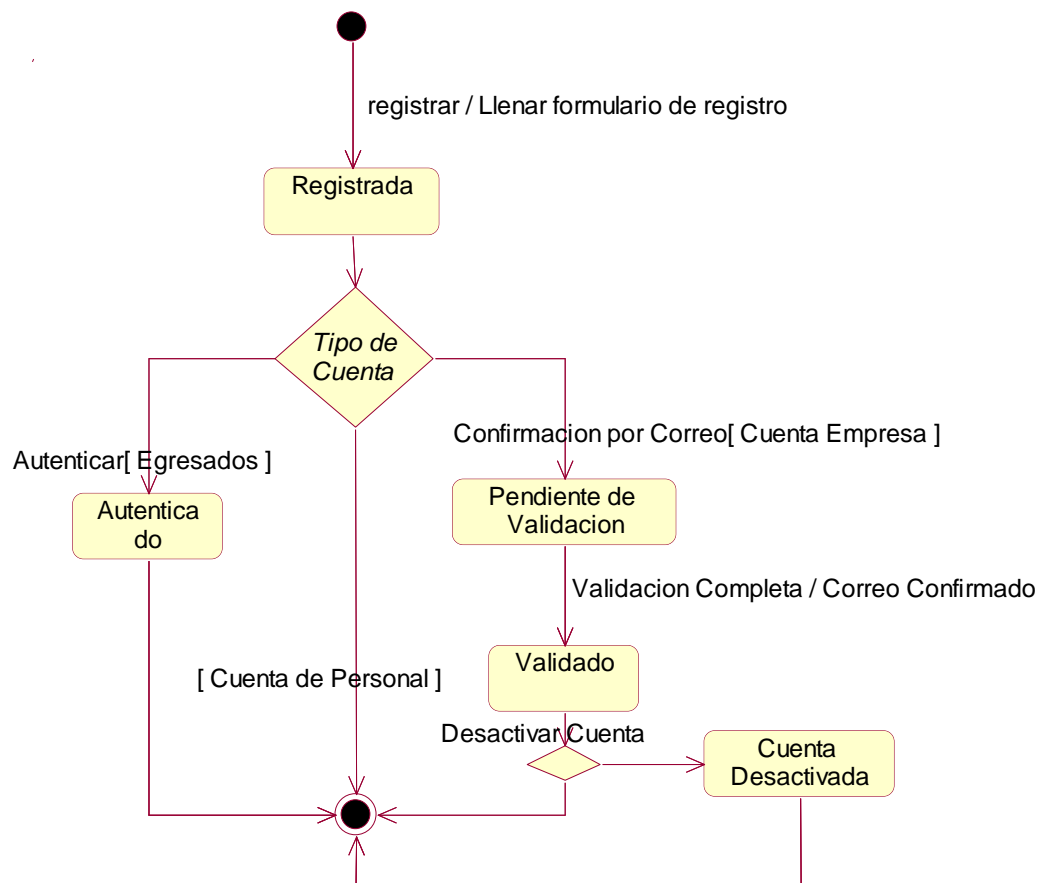 registrar / Llenar formulario de registro
Registrada
Tipo de
Cuenta
Confirmacion por Correo[ Cuenta Empresa ]
Autenticar[ Egresados ]
Pendiente de
Validacion
Autentica
do
Validacion Completa / Correo Confirmado
Validado
[ Cuenta de Personal ]
Desactivar Cuenta
Cuenta
Desactivada